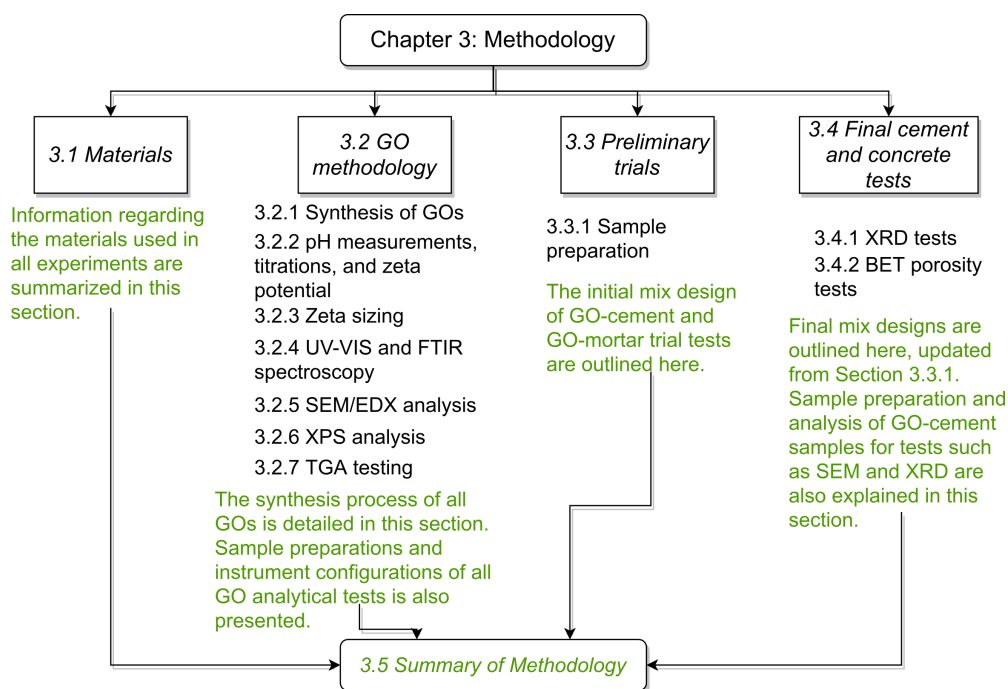 Chapter 3: Methodology
3.1 Materials
Information regarding
the materials used in
all experiments are
summarized in this
section.
3.2 GO
methodology
3.2.1 Synthesis of GOs
3.2.2 pH measurements,
titrations, and zeta
potential
3.2.3 Zeta sizing
3.2.4 UV-VIS and FTIR
spectroscopy
3.2.5 SEM/EDX analysis
3.2.6 XPS analysis
3.2.7 TGA testing
The synthesis process of all
GOs is detailed in this section.
Sample preparations and
instrument configurations of all
GO analytical tests is also
presented.
3.3 Preliminary
trials
3.3.1 Sample
preparation
The initial mix design
of GO-cement and
GO-mortar trial tests
are outlined here.
3.4 Final cement
and concrete
tests
3.4.1 XRD tests
3.4.2 BET porosity
tests
Final mix designs are
outlined here, updated
from Section 3.3.1.
Sample preparation and
analysis of GO-cement
samples for tests such
as SEM and XRD are
also explained in this
section.
3.5 Summary of Methodology